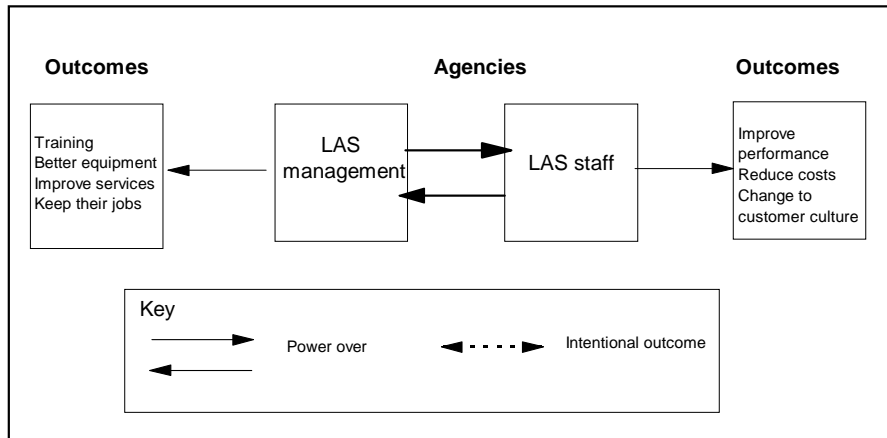 Outcomes
Agencies
Outcomes
Training
Better equipment
Improve services
Keep their jobs
LAS
management
LAS staff
Improve
performance
Reduce costs
Change to
customer culture
Key
Power over
Intentional outcome